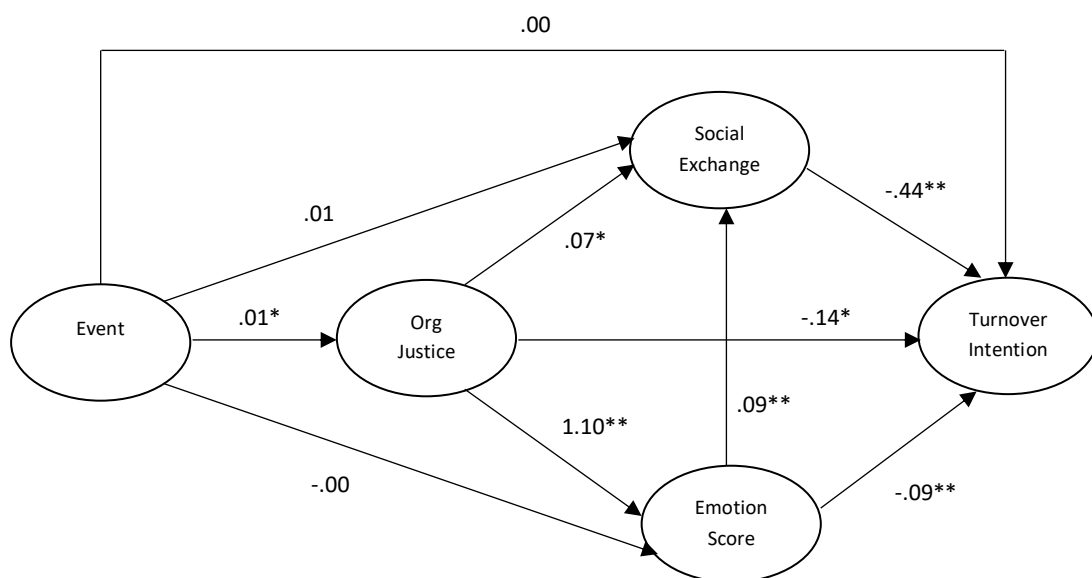 .00
Social
Exchange
.01
.07*
-.44**
Event
.01*
Org
Justice
-.14*
Turnover
Intention
1.10**
.09**
-.00
-.09**
Emotion
Score